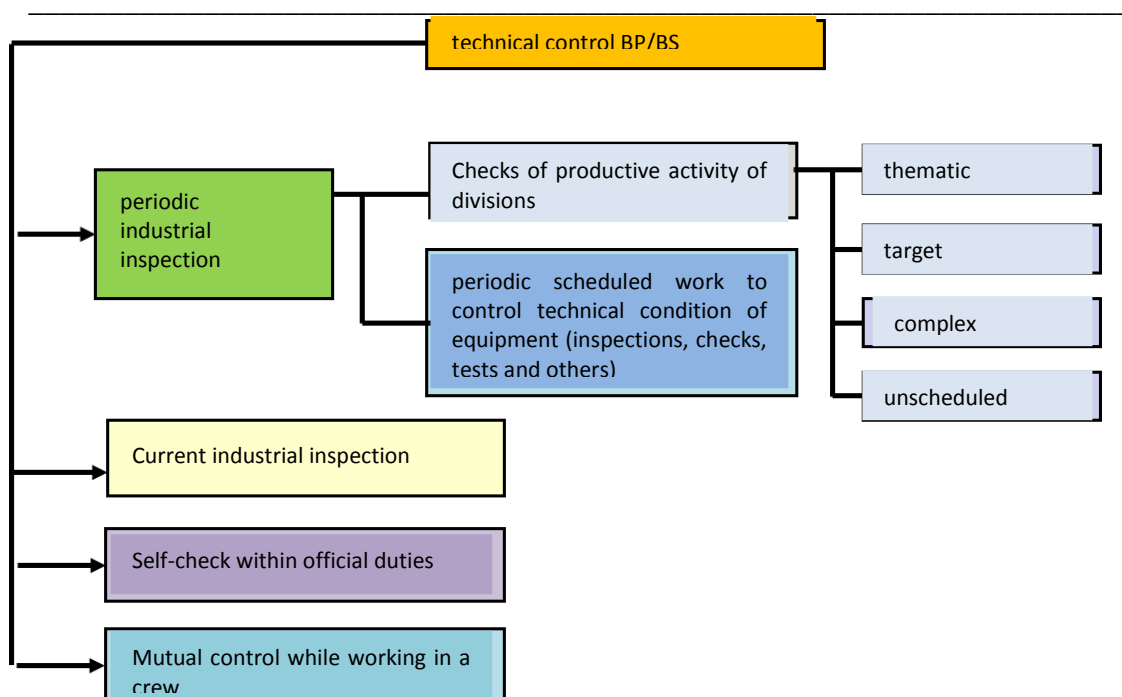 technical control BP/BS
periodic
industrial
inspection
Checks of productive activity of
divisions
periodic scheduled work to
control technical condition of
equipment (inspections, checks,
tests and others)
thematic
target
complex
unscheduled
Current industrial inspection
Self-check within official duties
Mutual control while working in a
crew